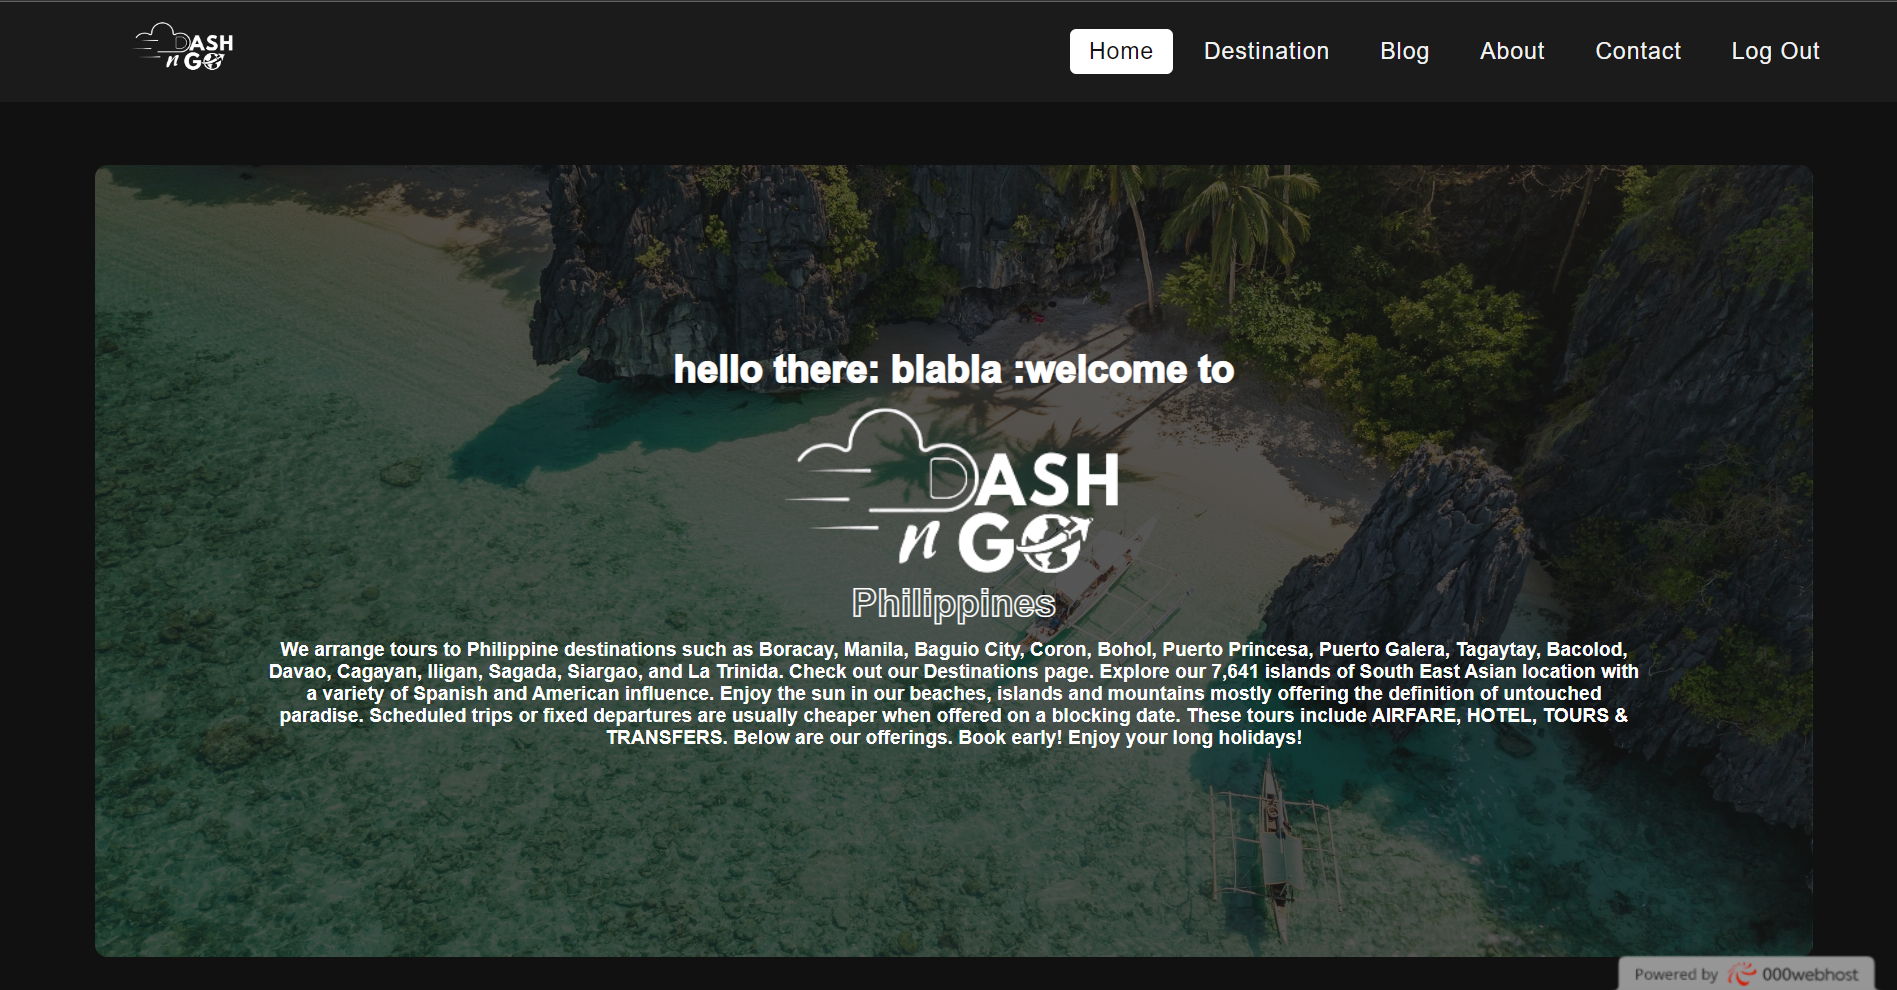 DASH
n GO
Home Destination Blog About Contact Log Out
hello there: blabla :welcome to
DASH
n GO
Philippines
We arrange tours to Philippine destinations such as Boracay, Manila, Baguio City, Coron, Bohol, Puerto Princesa, Puerto Galera, Tagaytay, Bacolod,
Davao, Cagayan, Iligan, Sagada, Siargao, and La Trinida. Check out our Destinations page. Explore our 7,641 islands of South East Asian location with
a variety of Spanish and American influence. Enjoy the sun in our beaches, islands and mountains mostly offering the definition of untouched
paradise. Scheduled trips or fixed departures are usually cheaper when offered on a blocking date. These tours include AIRFARE, HOTEL, TOURS &
TRANSFERS. Below are our offerings. Book early! Enjoy your long holidays!
Powered by 000webhost